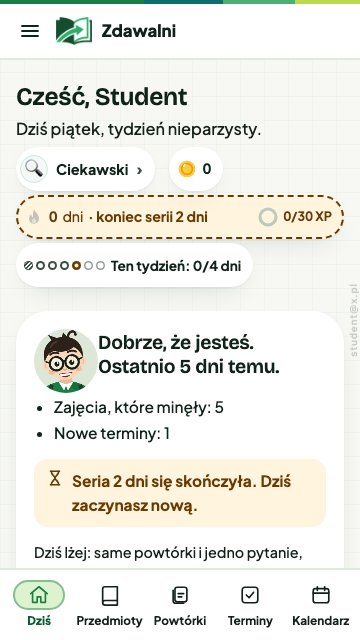 Zdawalni
Cześć, Student
Dziś piątek, tydzień nieparzysty.
Ciekawski ›
0
0 dni · koniec serii 2 dni
0/30 XP
Ten tydzień: 0/4 dni
student@x.pl
Dobrze, że jesteś.
Ostatnio 5 dni temu.
• Zajęcia, które minęły: 5
• Nowe terminy: 1
Seria 2 dni się skończyła. Dziś
zaczynasz nową.
Dziś lżej: same powtórki i jedno pytanie,
Dziś
Przedmioty
Powtórki
Terminy
Kalendarz